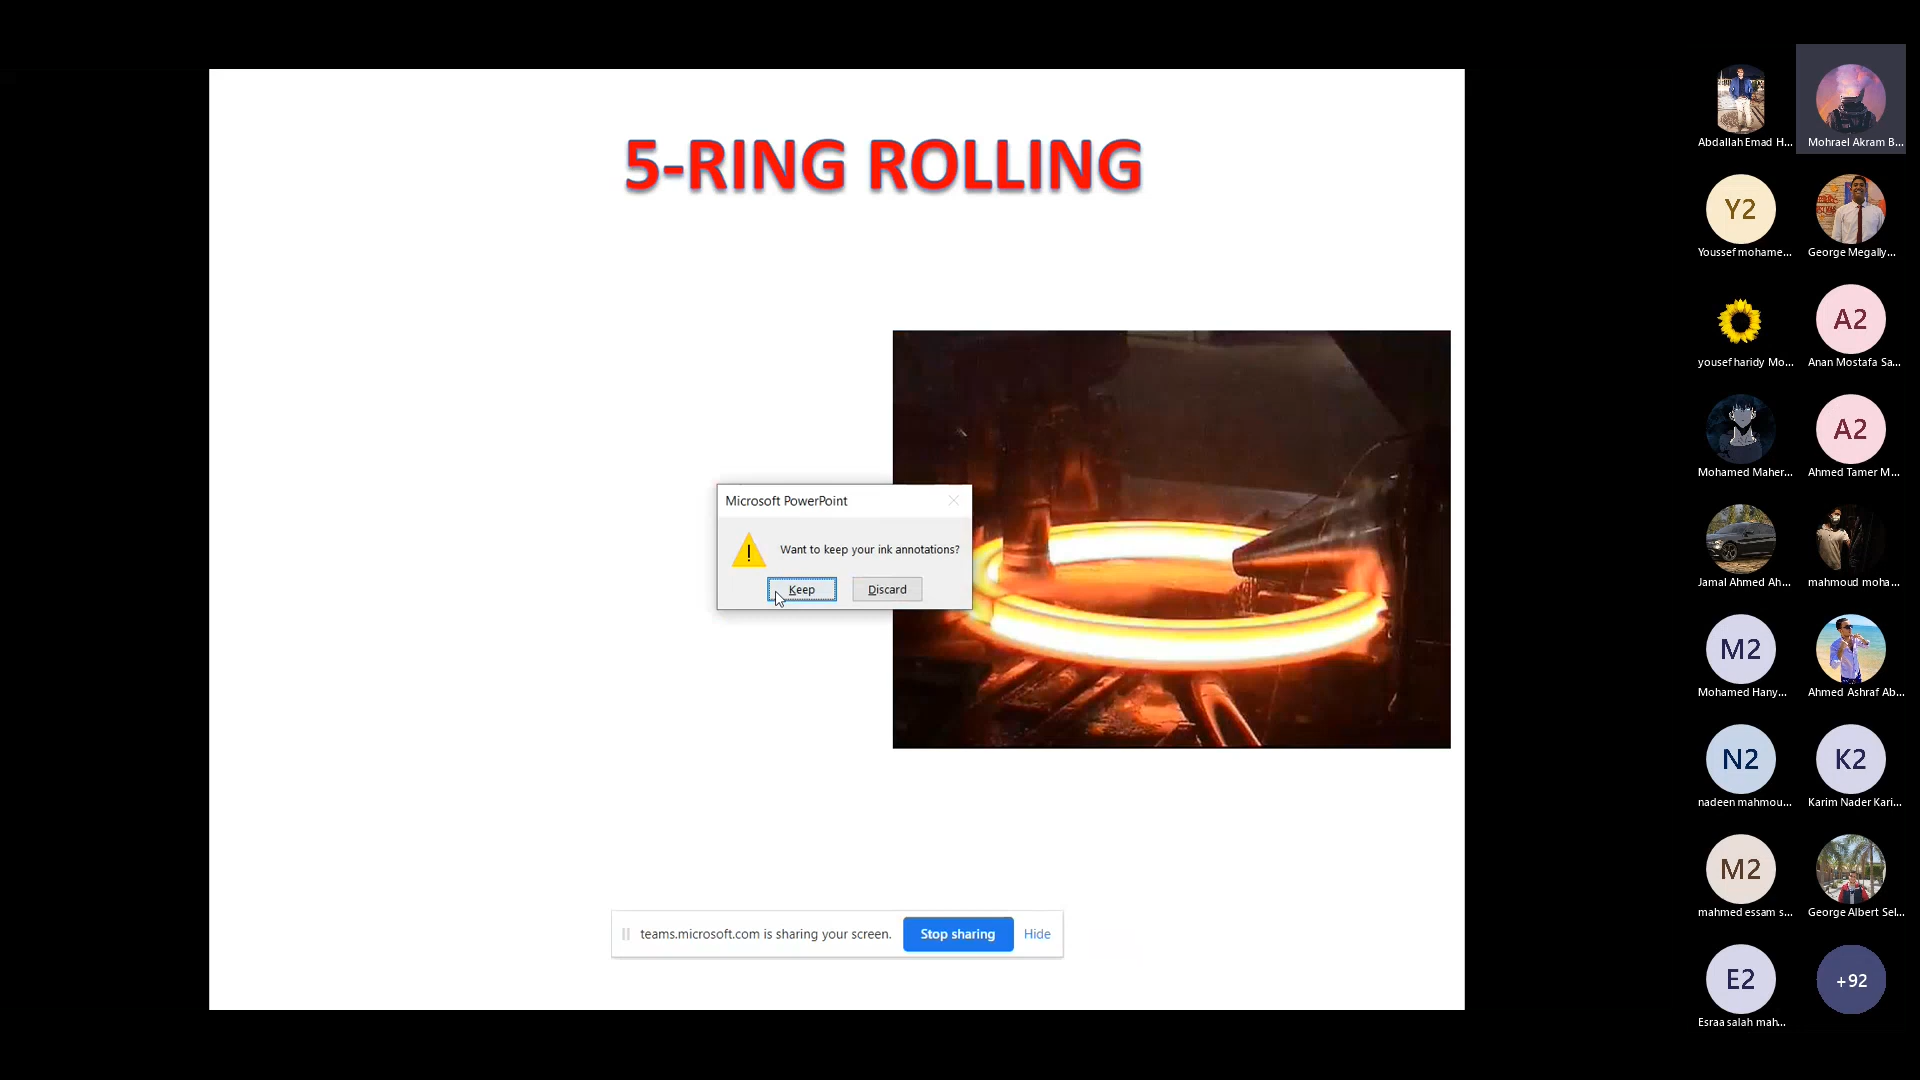 5-RING ROLLING
Microsoft PowerPoint
Want to keep your ink annotations?
Keep
Discard
teams.microsoft.com is sharing your screen.
Stop sharing
Hide
Abdallah Emad H...
Mohrael Akram B...
Y2
Youssef mohame...
George Megally...
yousef haridy Mo...
A2
Anan Mostafa Sa...
Mohamed Maher...
A2
Ahmed Tamer M...
Jamal Ahmed Ah...
mahmoud moha...
M2
Mohamed Hany...
Ahmed Ashraf Ab...
N2
nadeen mahmou...
K2
Karim Nader Kari...
M2
mahmed essam s...
George Albert Sel...
E2
Esraa salah mah...
+92